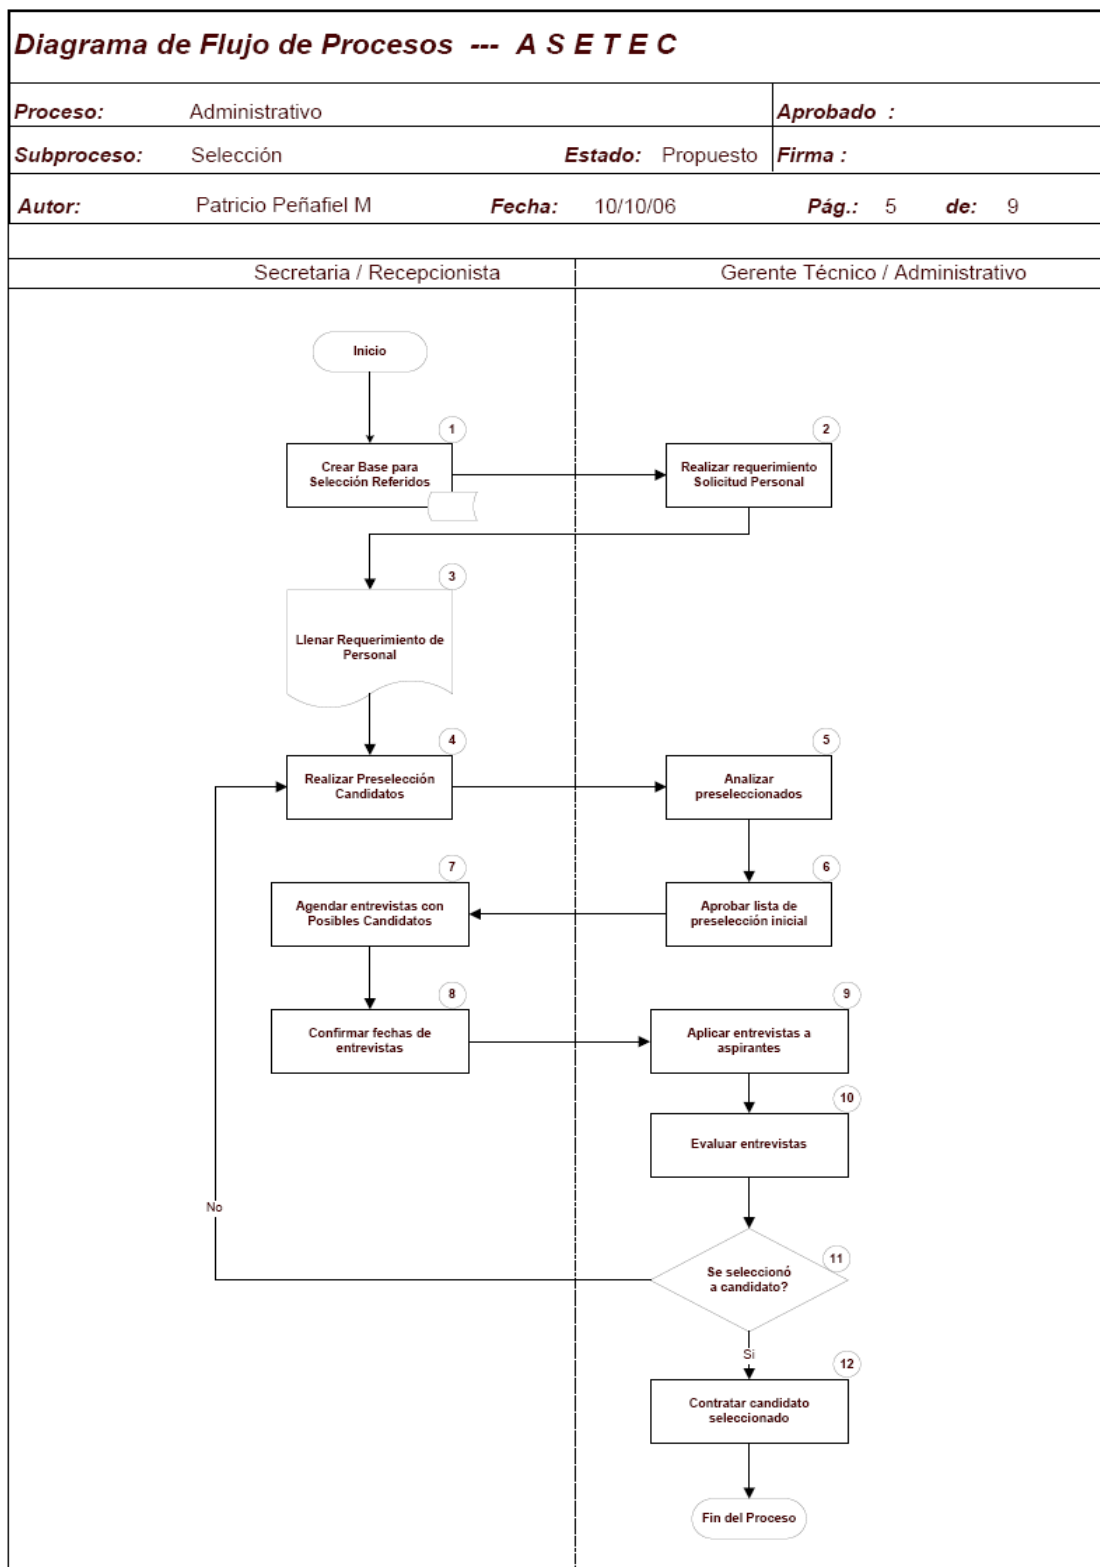 Diagrama de Flujo de Procesos --- A S E T E C
Proceso: Administrativo Aprobado :
Subproceso: Selección Estado: Propuesto Firma :
Autor: Patricio Peñafiel M Fecha: 10/10/06 Pág.: 5 de: 9
Secretaria / Recepcionista Gerente Técnico / Administrativo
Inicio
1
Crear Base para
Selección Referidos
2
Realizar requerimiento
Solicitud Personal
3
Llenar Requerimiento de
Personal
4
Realizar Preselección
Candidatos
5
Analizar
preseleccionados
6
Aprobar lista de
preselección inicial
7
Agendar entrevistas con
Posibles Candidatos
8
Confirmar fechas de
entrevistas
9
Aplicar entrevistas a
aspirantes
10
Evaluar entrevistas
No
11
Se seleccionó
a candidato?
Si
12
Contratar candidato
seleccionado
Fin del Proceso